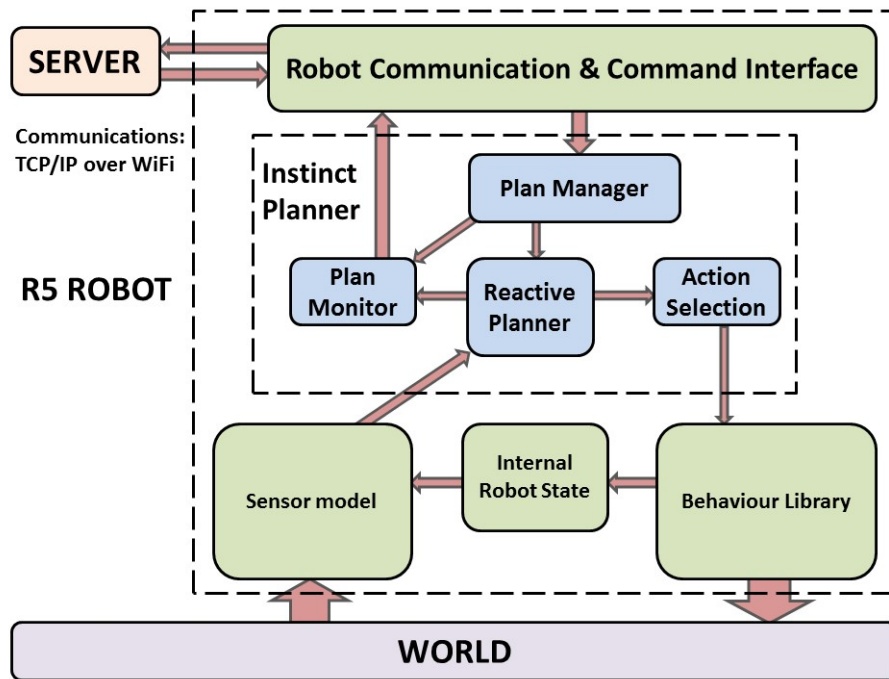 SERVER
Robot Communication & Command Interface
Communications:
TCP/IP over WiFi
Instinct
Planner
Plan Manager
R5 ROBOT
Plan
Monitor
Reactive
Planner
Action
Selection
Sensor model
Internal
Robot State
Behaviour Library
WORLD